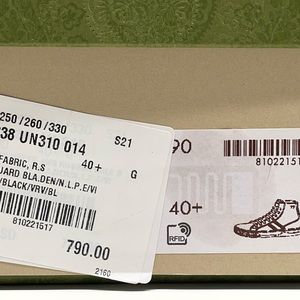 250/260/330
38 UN310 014
S21
FABRIC, R.S
40+
G
UARD BLA.DEN/N.L.P.E/VI
/BLACK/VRV/BL
810221517
790.00
2160
90
810221517
40+
RFID